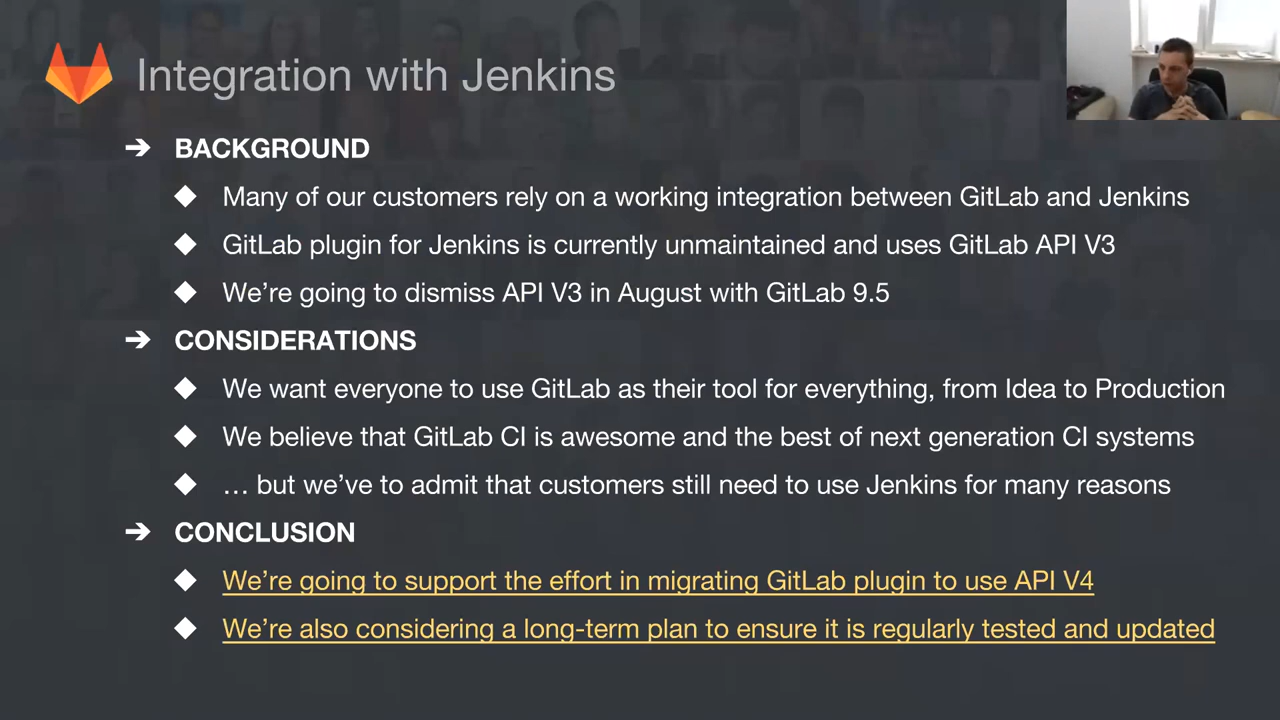 Integration with Jenkins
➔ BACKGROUND
◆ Many of our customers rely on a working integration between GitLab and Jenkins
◆ GitLab plugin for Jenkins is currently unmaintained and uses GitLab API V3
◆ We’re going to dismiss API V3 in August with GitLab 9.5
➔ CONSIDERATIONS
◆ We want everyone to use GitLab as their tool for everything, from Idea to Production
◆ We believe that GitLab CI is awesome and the best of next generation CI systems
◆ … but we’ve to admit that customers still need to use Jenkins for many reasons
➔ CONCLUSION
◆ We’re going to support the effort in migrating GitLab plugin to use API V4
◆ We’re also considering a long-term plan to ensure it is regularly tested and updated